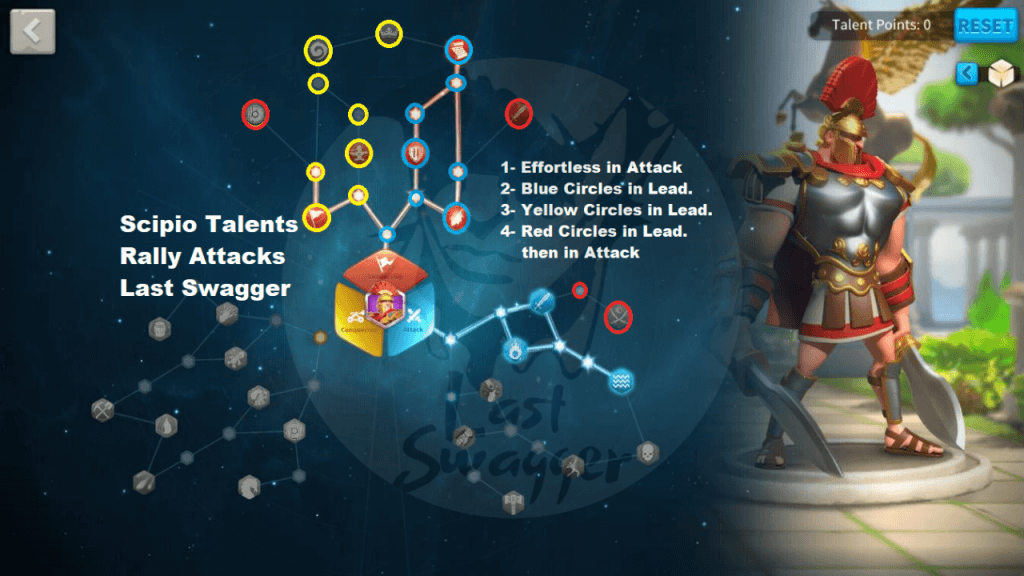 Talent Points: 0
RESET
1- Effortless in Attack
2- Blue Circles in Lead.
3- Yellow Circles in Lead.
4- Red Circles in Lead.
then in Attack
Scipio Talents
Rally Attacks
Last Swagger
Leadership
Conquering
Attack
Last
Swagger